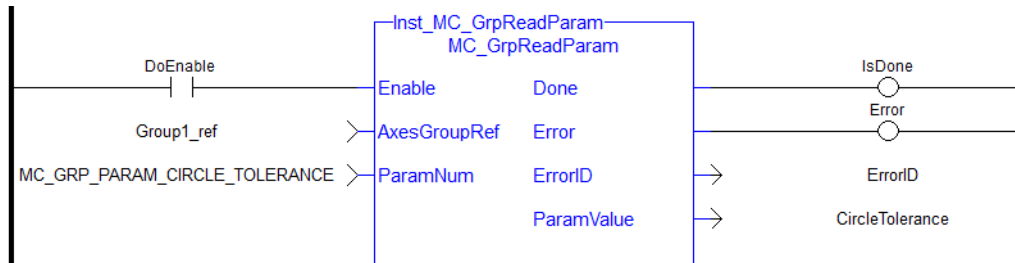 Inst_MC_GrpReadParam
MC_GrpReadParam
DoEnable
IsDone
Enable
Done
Error
Group1_ref
AxesGroupRef
Error
MC_GRP_PARAM_CIRCLE_TOLERANCE
ParamNum
ErrorID
ErrorID
ParamValue
CircleTolerance